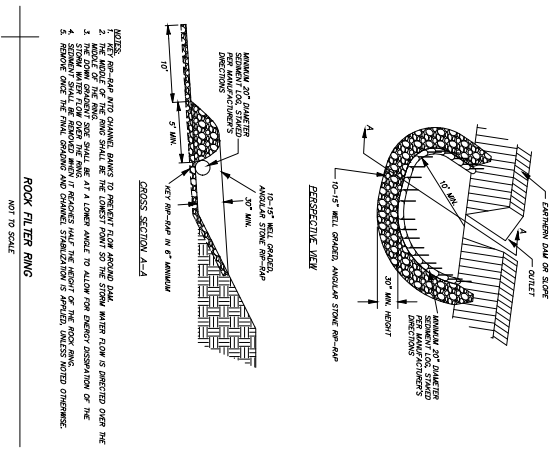 EARTHERN DAM OR SLOPE
OUTLET
A
A
10" MIN.
MINIMUM 20" DIAMETER
SEDIMENT LOG, STAKED
PER MANUFACTURER'S
DIRECTIONS
30" MIN. HEIGHT
10-15" WELL GRADED, ANGULAR STONE RIP-RAP
PERSPECTIVE VIEW
MINIMUM 20" DIAMETER
SEDIMENT LOG, STAKED
PER MANUFACTURER'S
DIRECTIONS
10-15" WELL GRADED,
ANGULAR STONE RIP-RAP
30" MIN.
10"
5' MIN.
KEY RIP-RAP IN 6" MINIMUM
CROSS SECTION A-A
NOTES:
1. KEY RIP-RAP INTO CHANNEL BANKS TO PREVENT FLOW AROUND DAM.
2. THE MIDDLE OF THE RING SHALL BE THE LOWEST POINT SO THE STORM WATER FLOW IS DIRECTED OVER THE
MIDDLE OF THE RING.
3. THE DOWN GRADIENT SIDE SHALL BE AT A LOWER ANGLE TO ALLOW FOR ENERGY DISSIPATION OF THE
STORM WATER FLOW OVER THE RING.
4. SEDIMENT SHALL BE REMOVED WHEN IT REACHES HALF THE HEIGHT OF THE ROCK RING.
5. REMOVE ONCE THE FINAL GRADING AND CHANNEL STABILIZATION IS APPLIED, UNLESS NOTED OTHERWISE.
ROCK FILTER RING
NOT TO SCALE